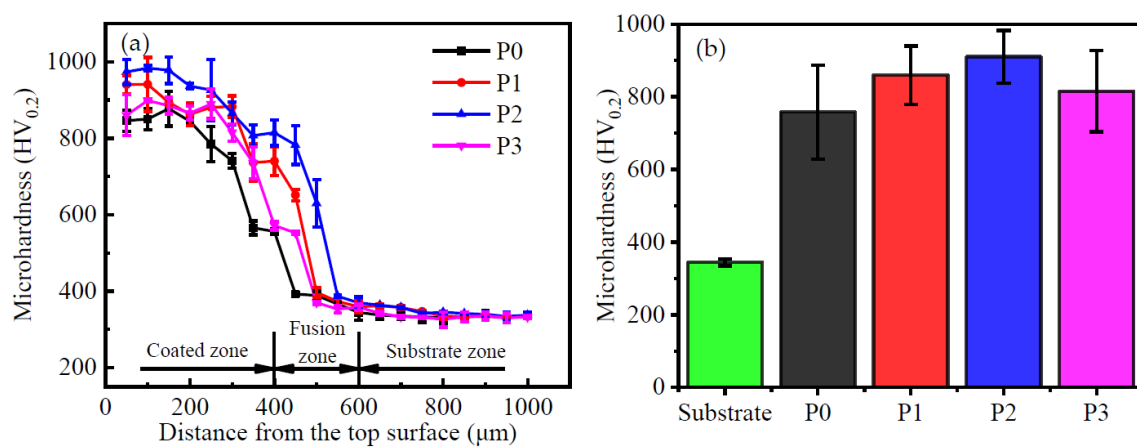 (a)
P0
P1
P2
P3
Microhardness (HV0.2)
1000
800
600
400
200
Coated zone
Fusion
zone
Substrate zone
0 200 400 600 800 1000
Distance from the top surface (μm)
(b)
Microhardness (HV0.2)
1000
800
600
400
200
0
Substrate P0 P1 P2 P3